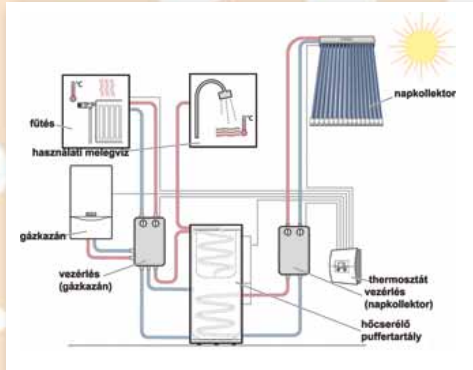 °C
°C
napkollektor
fűtés
használati melegvíz
gázkazán
vezérlés
(gázkazán)
thermosztát
vezérlés
(napkollektor)
hőcserélő
puffertartály